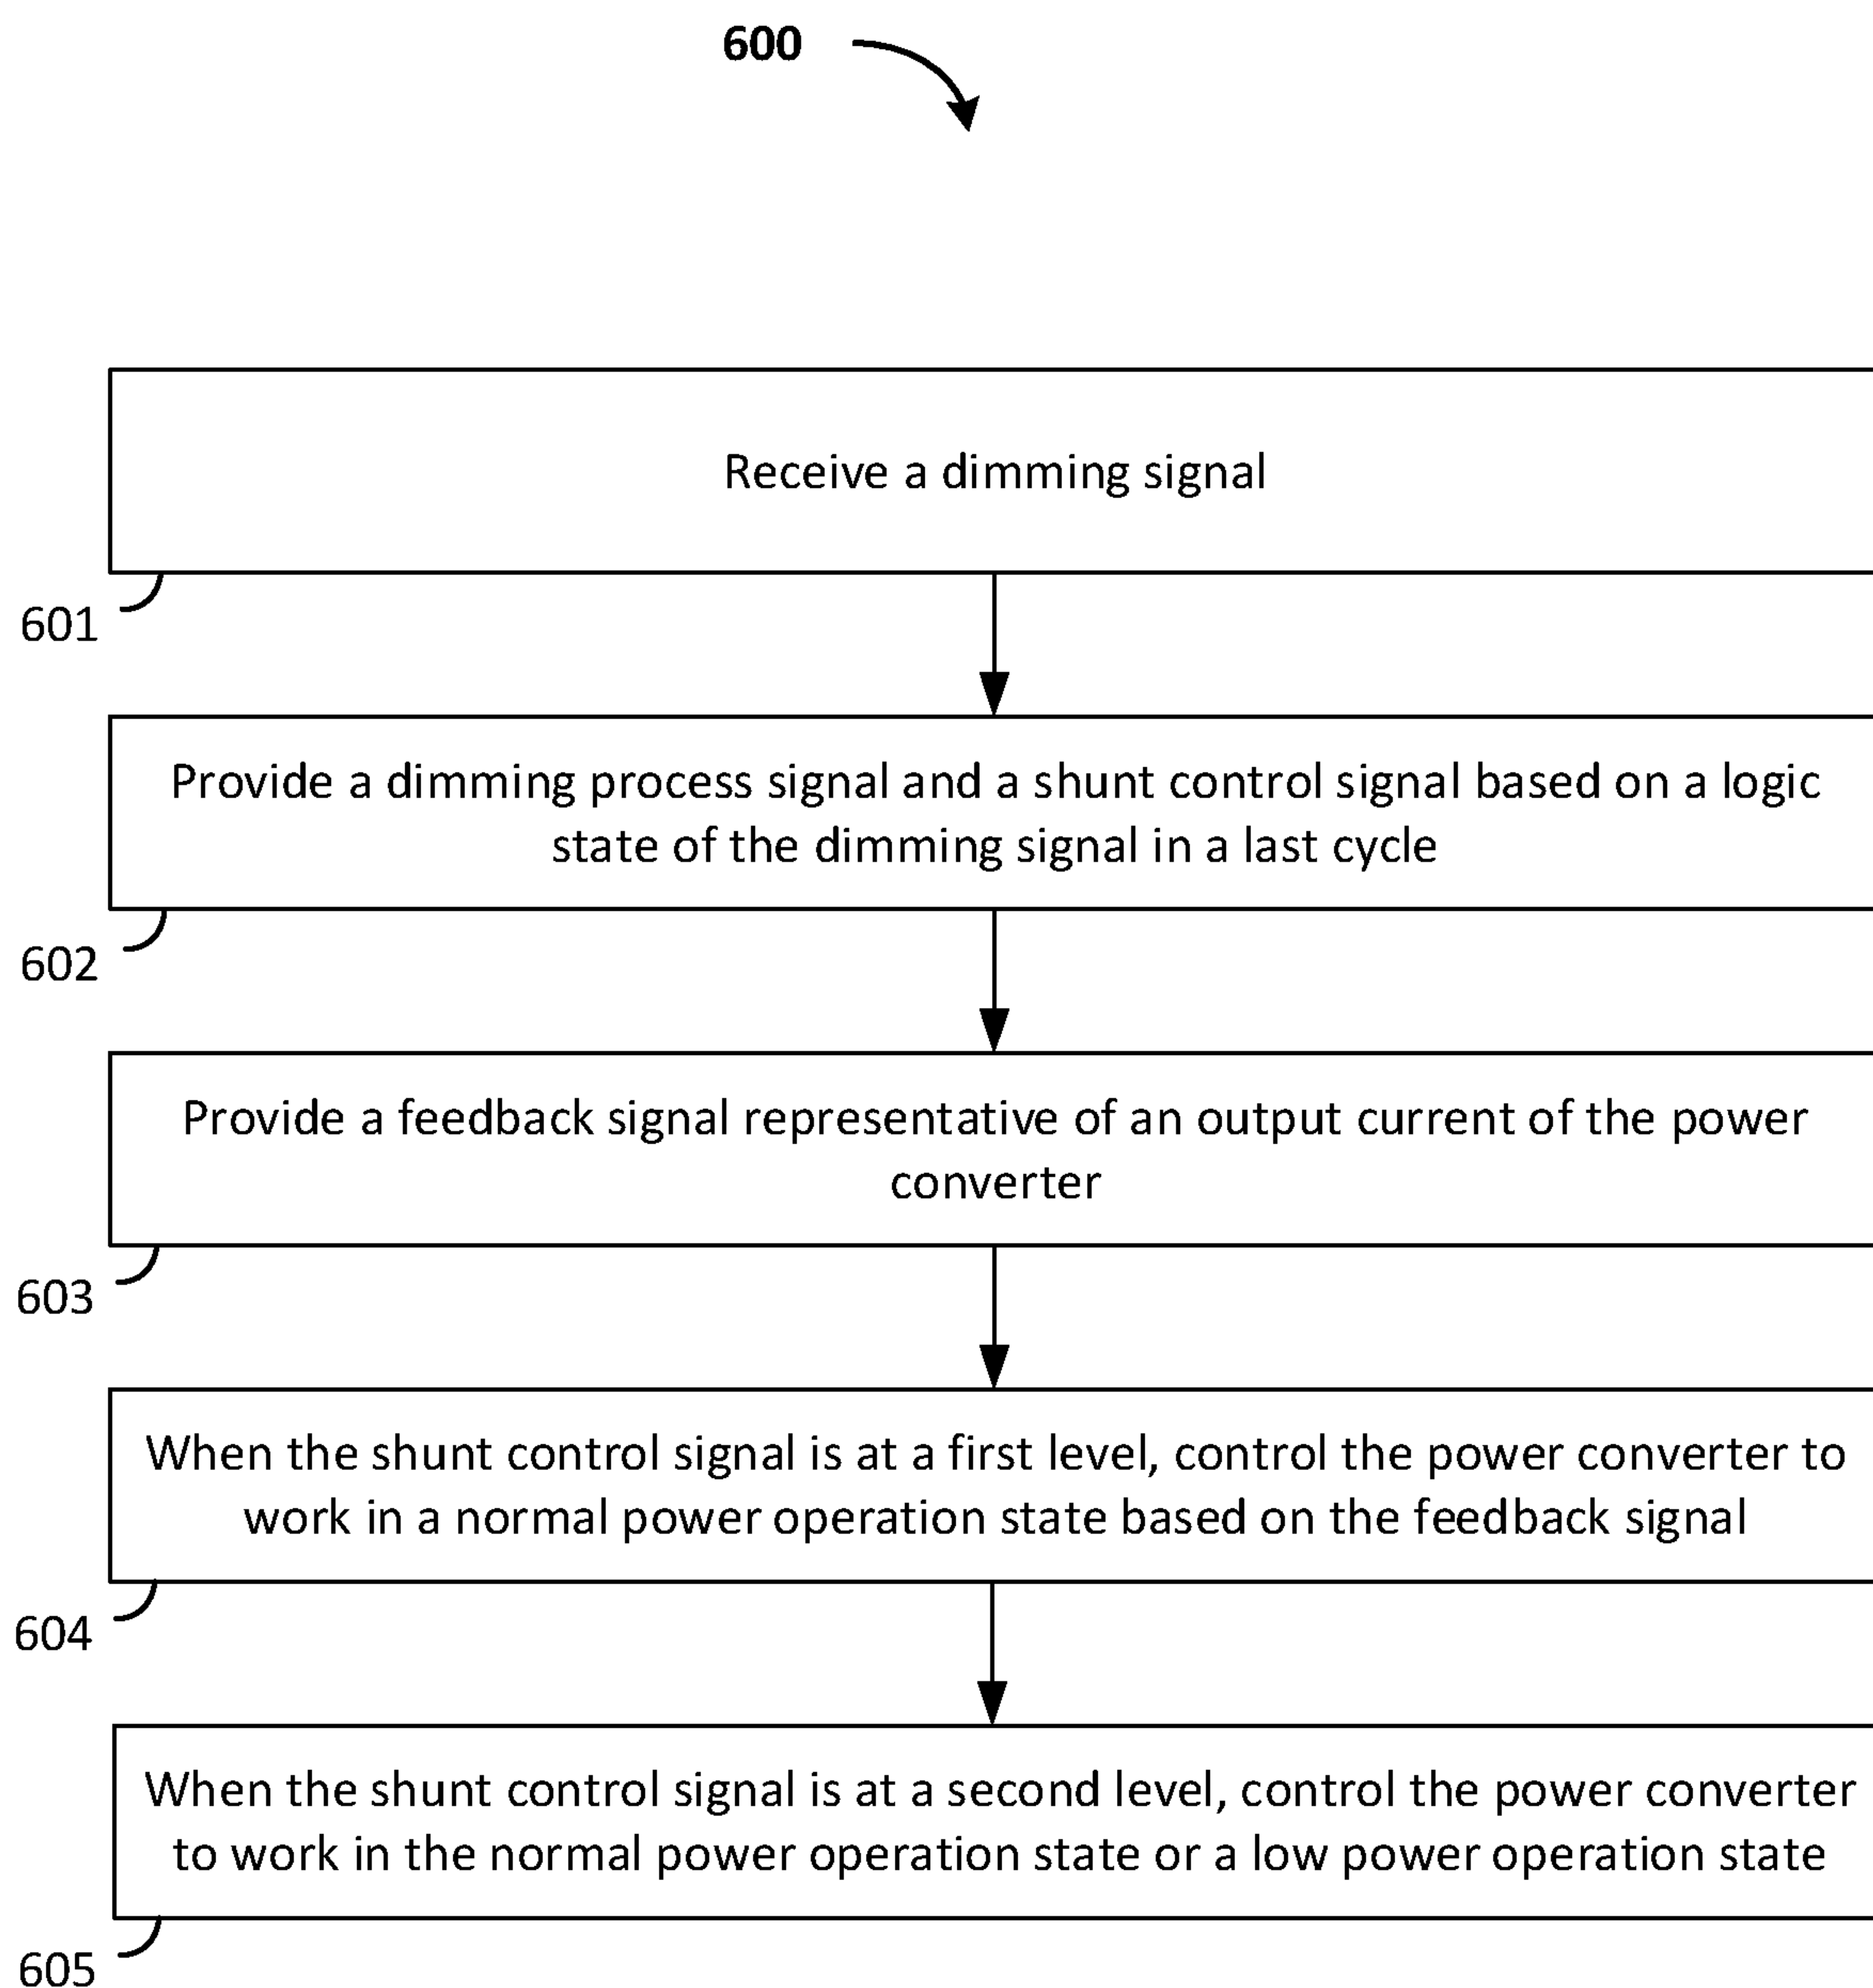 600
Receive a dimming signal
601
Provide a dimming process signal and a shunt control signal based on a logic
state of the dimming signal in a last cycle
602
Provide a feedback signal representative of an output current of the power
converter
603
When the shunt control signal is at a first level, control the power converter to
work in a normal power operation state based on the feedback signal
604
When the shunt control signal is at a second level, control the power converter
to work in the normal power operation state or a low power operation state
605